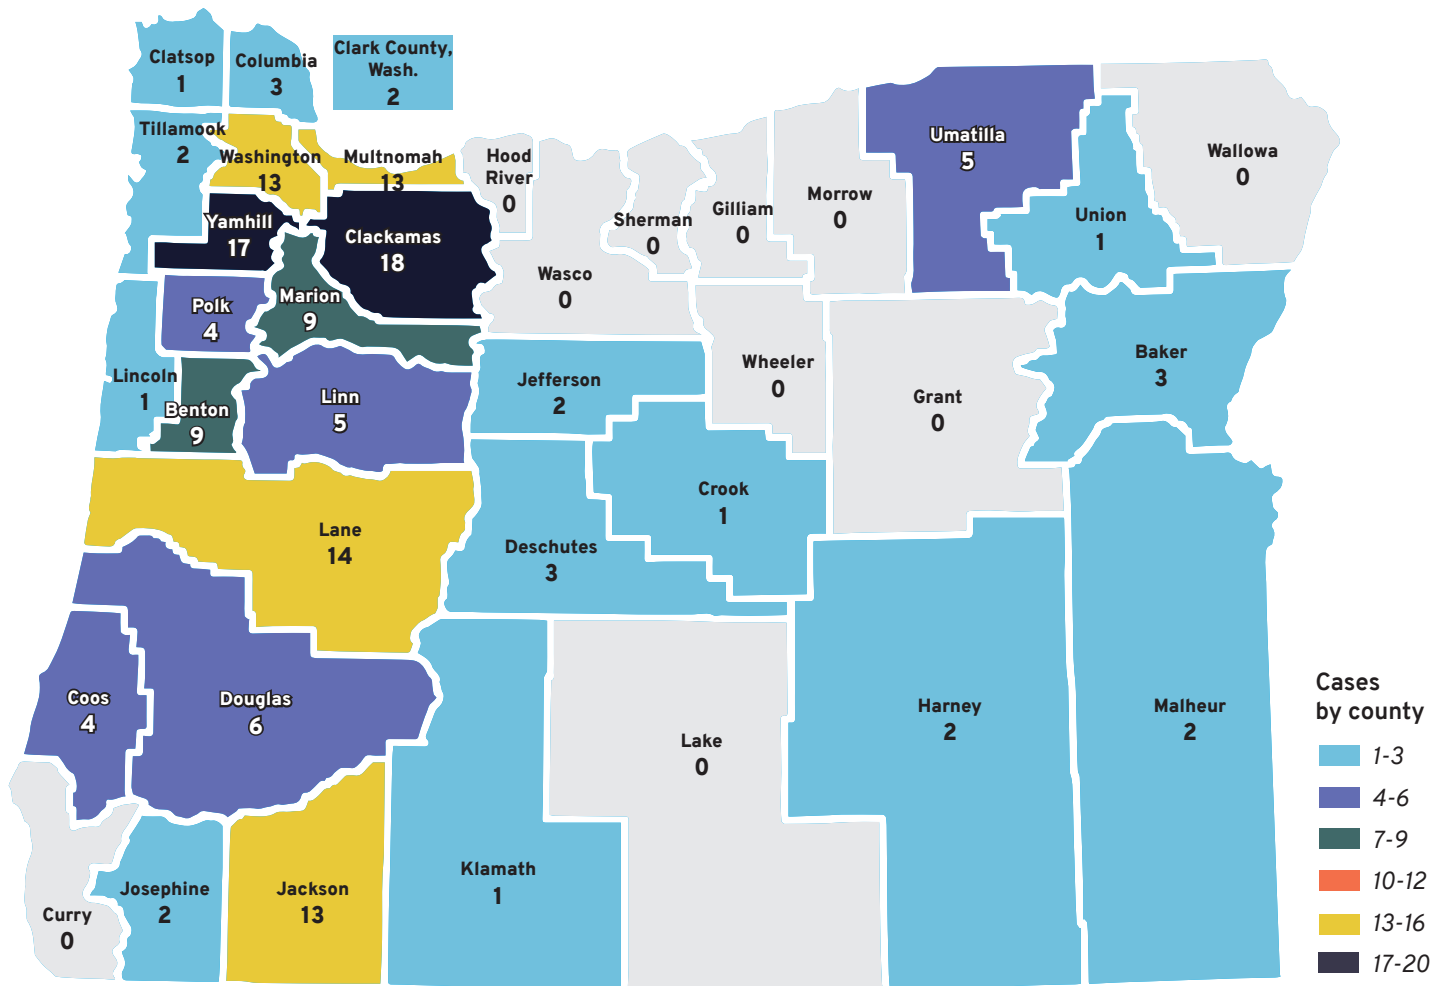 Clatsop
1
Columbia
3
Clark County,
Wash.
2
Tillamook
2
Washington
13
Multnomah
13
Hood
River
0
Sherman
0
Gilliam
0
Morrow
0
Umatilla
5
Union
1
Wallowa
0
Yamhill
17
Clackamas
18
Wasco
0
Polk
4
Marion
9
Lincoln
1
Benton
9
Linn
5
Jefferson
2
Wheeler
0
Grant
0
Baker
3
Crook
1
Lane
14
Deschutes
3
Coos
4
Douglas
6
Lake
0
Harney
2
Malheur
2
Curry
0
Josephine
2
Jackson
13
Klamath
1
Cases
by county
1-3
4-6
7-9
10-12
13-16
17-20